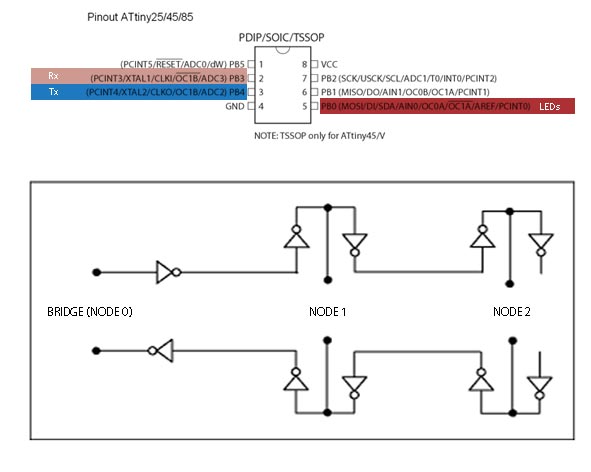 Pinout ATtiny25/45/85
PDIP/SOIC/TSSOP
(PCINT5/RESET/ADC0/dW) PB5 1 8 VCC
Rx (PCINT3/XTAL1/CLKI/OC1B/ADC3) PB3 2 7 PB2 (SCK/USCK/SCL/ADC1/T0/INT0/PCINT2)
Tx (PCINT4/XTAL2/CLKO/OC1B/ADC2) PB4 3 6 PB1 (MISO/DO/AIN1/OC0B/OC1A/PCINT1)
GND 4 5 PB0 (MOSI/DI/SDA/AIN0/OC0A/OC1A/AREF/PCINT0) LEDs
NOTE: TSSOP only for ATtiny45/V
BRIDGE (NODE 0) NODE 1 NODE 2